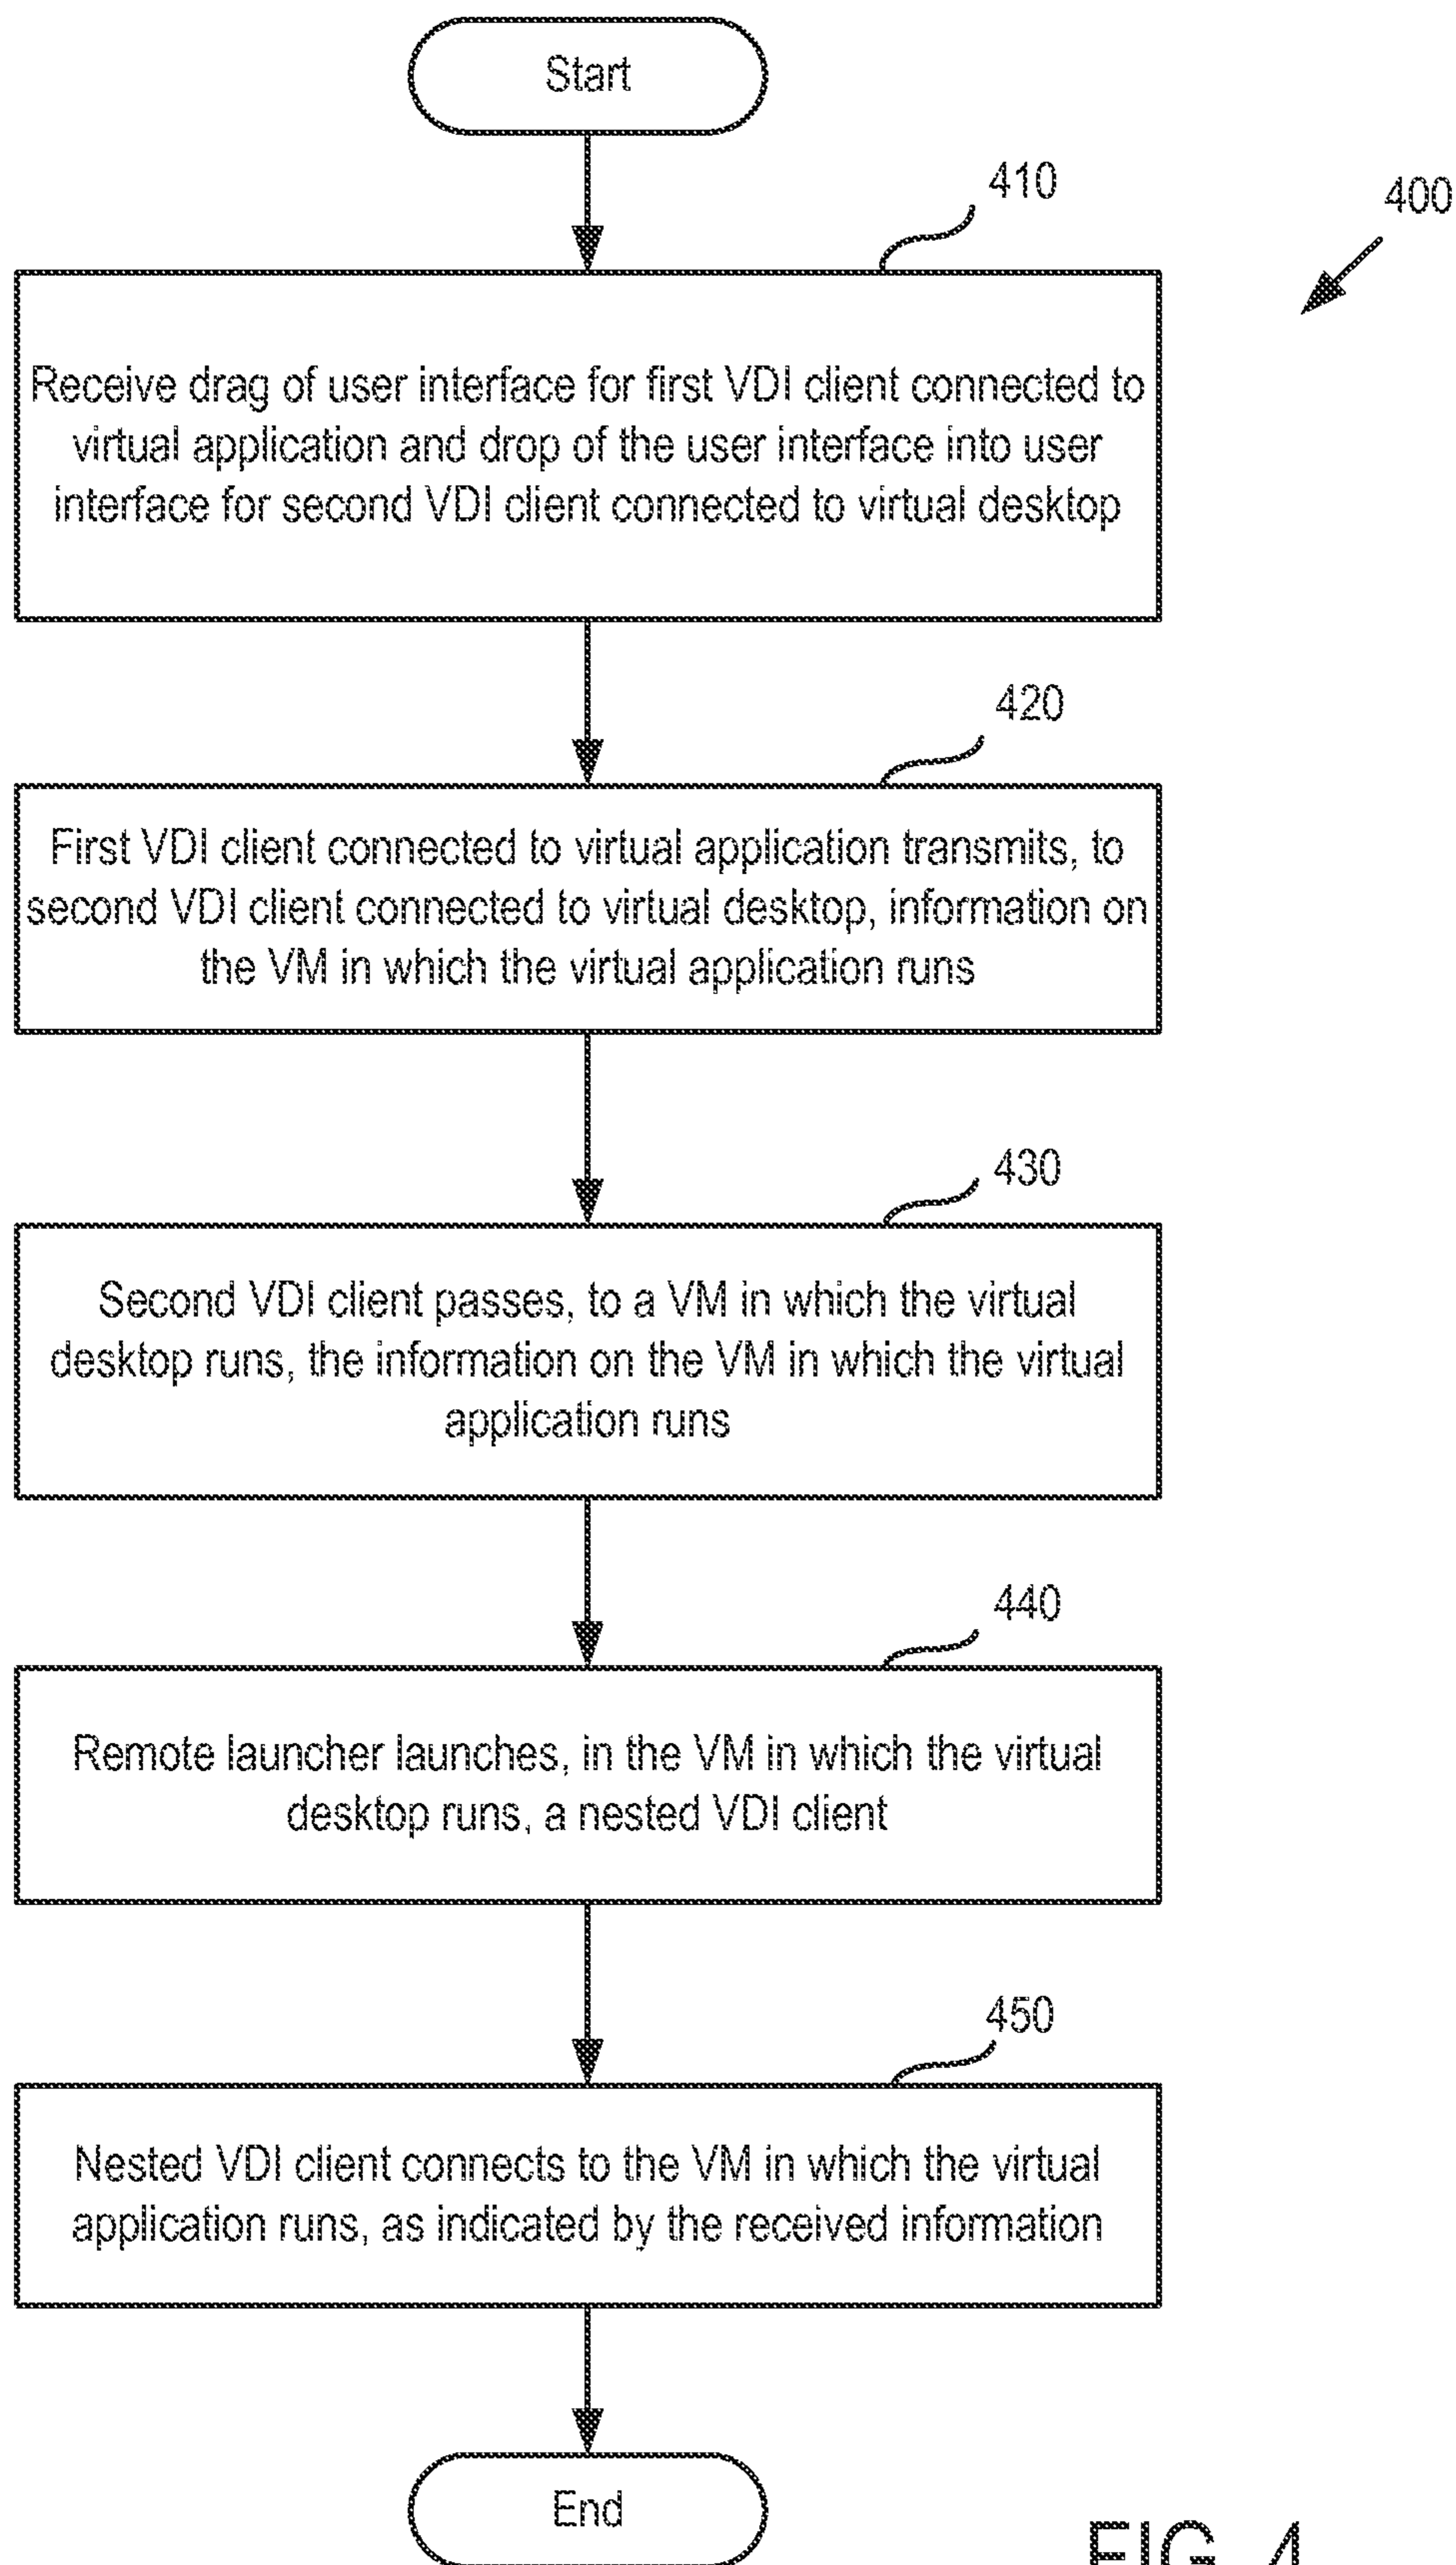 Start
410
400
Receive drag of user interface for first VDI client connected to
virtual application and drop of the user interface into user
interface for second VDI client connected to virtual desktop
420
First VDI client connected to virtual application transmits, to
second VDI client connected to virtual desktop, information on
the VM in which the virtual application runs
430
Second VDI client passes, to a VM in which the virtual
desktop runs, the information on the VM in which the virtual
application runs
440
Remote launcher launches, in the VM in which the virtual
desktop runs, a nested VDI client
450
Nested VDI client connects to the VM in which the virtual
application runs, as indicated by the received information
End
FIG. 4